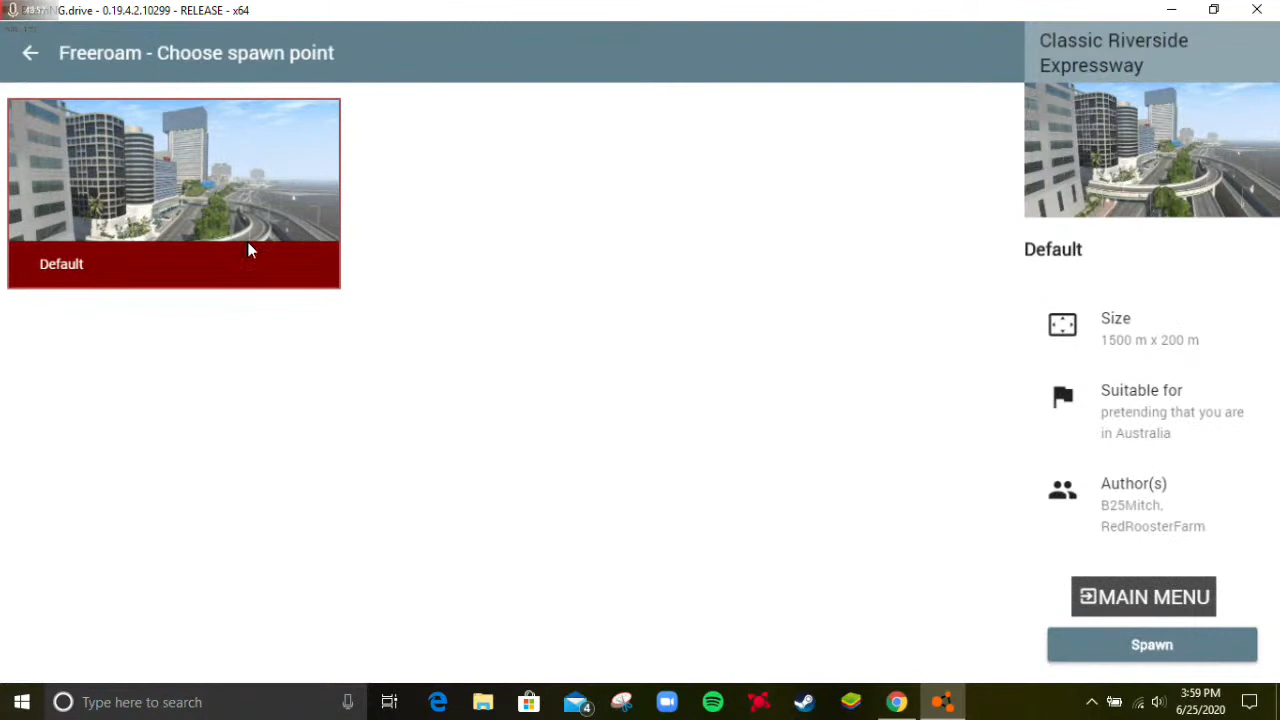 NG.drive - 0.19.4.2.10299 - RELEASE - x64
Freeroam - Choose spawn point
Classic Riverside
Expressway
Default
Default
Size
1500 m x 200 m
Suitable for
pretending that you are
in Australia
Author(s)
B25Mitch,
RedRoosterFarm
MAIN MENU
Spawn
Type here to search
4
3:59 PM
6/25/2020